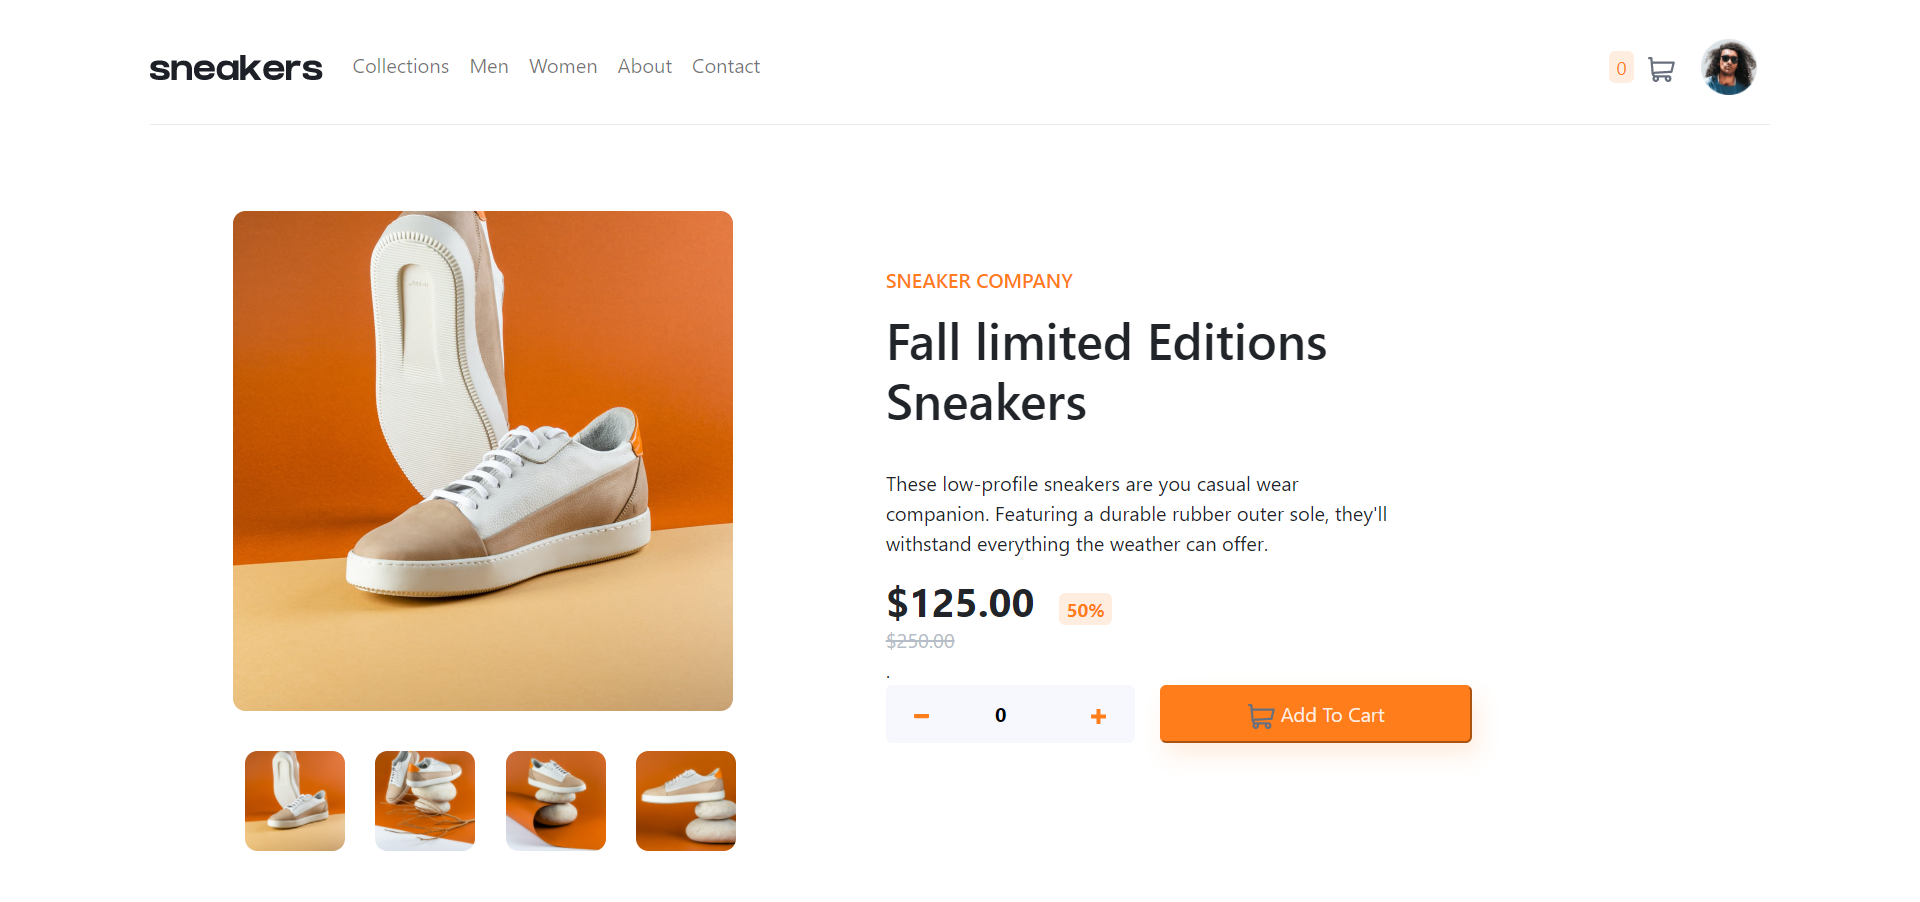 sneakers
Collections Men Women About Contact
0
SNEAKER COMPANY
Fall limited Editions
Sneakers
These low-profile sneakers are you casual wear
companion. Featuring a durable rubber outer sole, they'll
withstand everything the weather can offer.
$125.00 50%
$250.00
.
0
Add To Cart